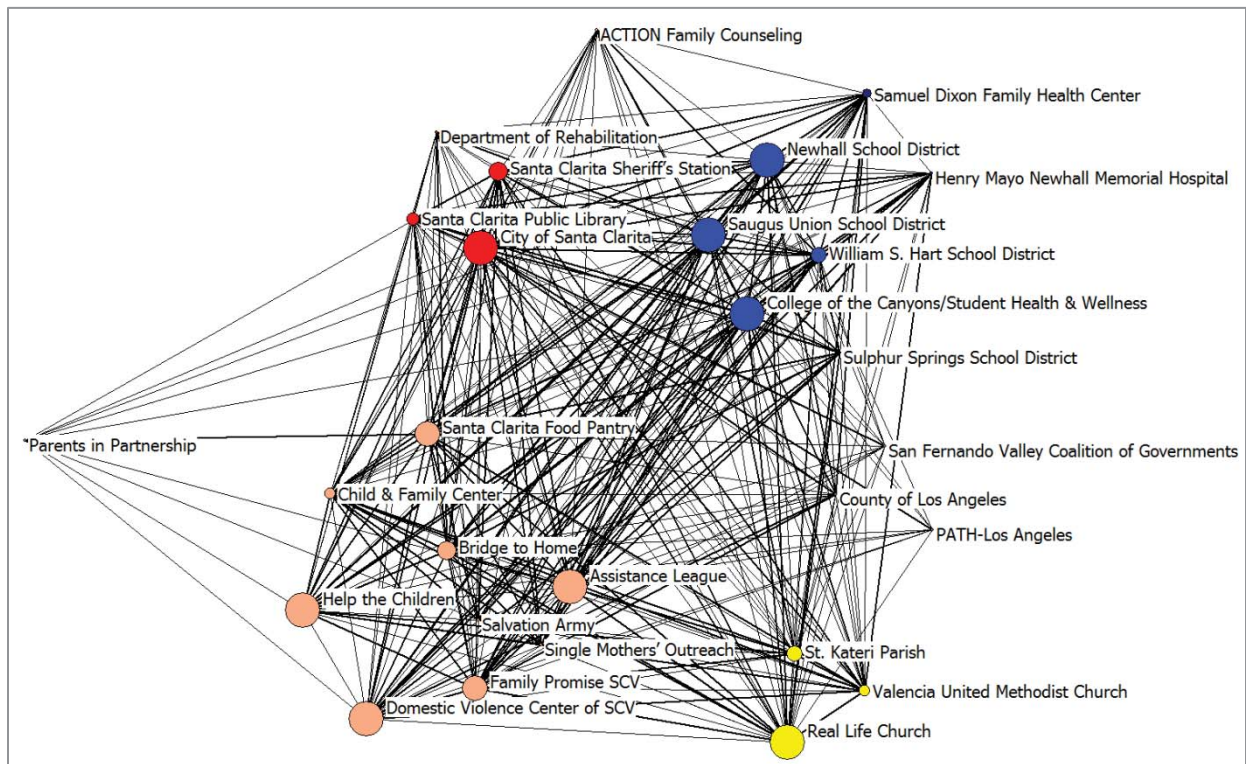 ACTION Family Counseling
Samuel Dixon Family Health Center
Department of Rehabilitation
Newhall School District
Santa Clarita Sheriff's Station
Henry Mayo Newhall Memorial Hospital
Santa Clarita Public Library
Saugus Union School District
City of Santa Clarita
William S. Hart School District
College of the Canyons/Student Health & Wellness
Sulphur Springs School District
Santa Clarita Food Pantry
Parents in Partnership
San Fernando Valley Coalition of Governments
Child & Family Center
County of Los Angeles
PATH-Los Angeles
Bridge to Home
Assistance League
Help the Children
Salvation Army
Single Mothers' Outreach
St. Kateri Parish
Family Promise SCV
Valencia United Methodist Church
Domestic Violence Center of SCV
Real Life Church